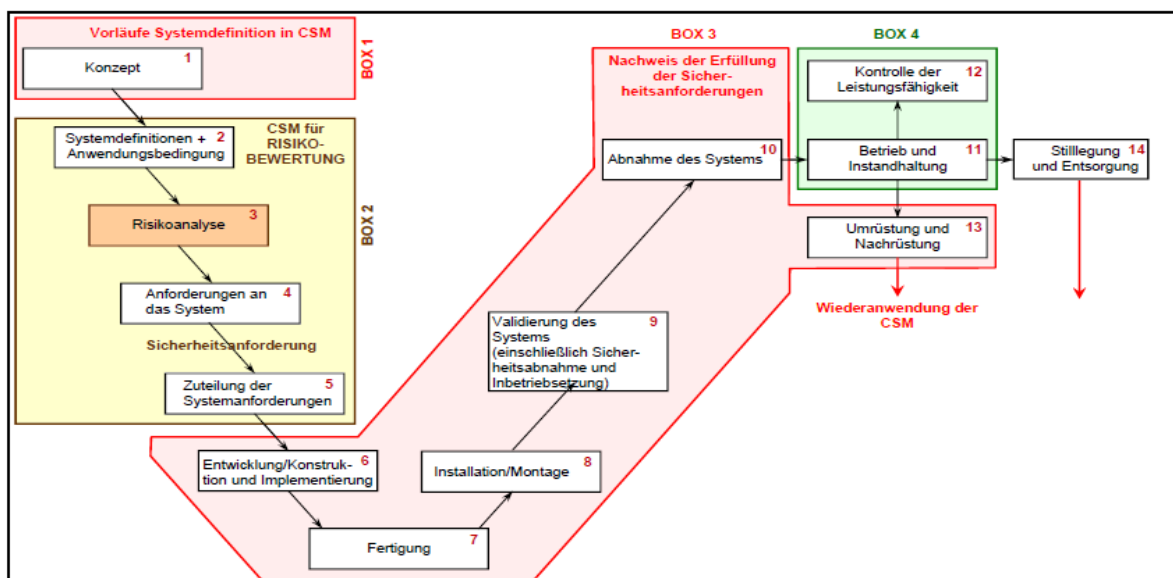 Vorläufe Systemdefinition in CSM
1
Konzept
BOX 1
2
Systemdefinitionen +
Anwendungsbedingung
CSM für
RISIKO-
BEWERTUNG
3
Risikoanalyse
BOX 2
4
Anforderungen an
das System
Sicherheitsanforderung
5
Zuteilung der
Systemanforderungen
6
Entwicklung/Konstruk-
tion und Implementierung
7
Fertigung
8
Installation/Montage
9
Validierung des
Systems
(einschließlich Sicher-
heitsabnahme und
Inbetriebsetzung)
BOX 3
Nachweis der Erfüllung
der Sicher-
heitsanforderungen
10
Abnahme des Systems
BOX 4
12
Kontrolle der
Leistungsfähigkeit
11
Betrieb und
Instandhaltung
14
Stilllegung
und Entsorgung
13
Umrüstung und
Nachrüstung
Wiederanwendung der
CSM